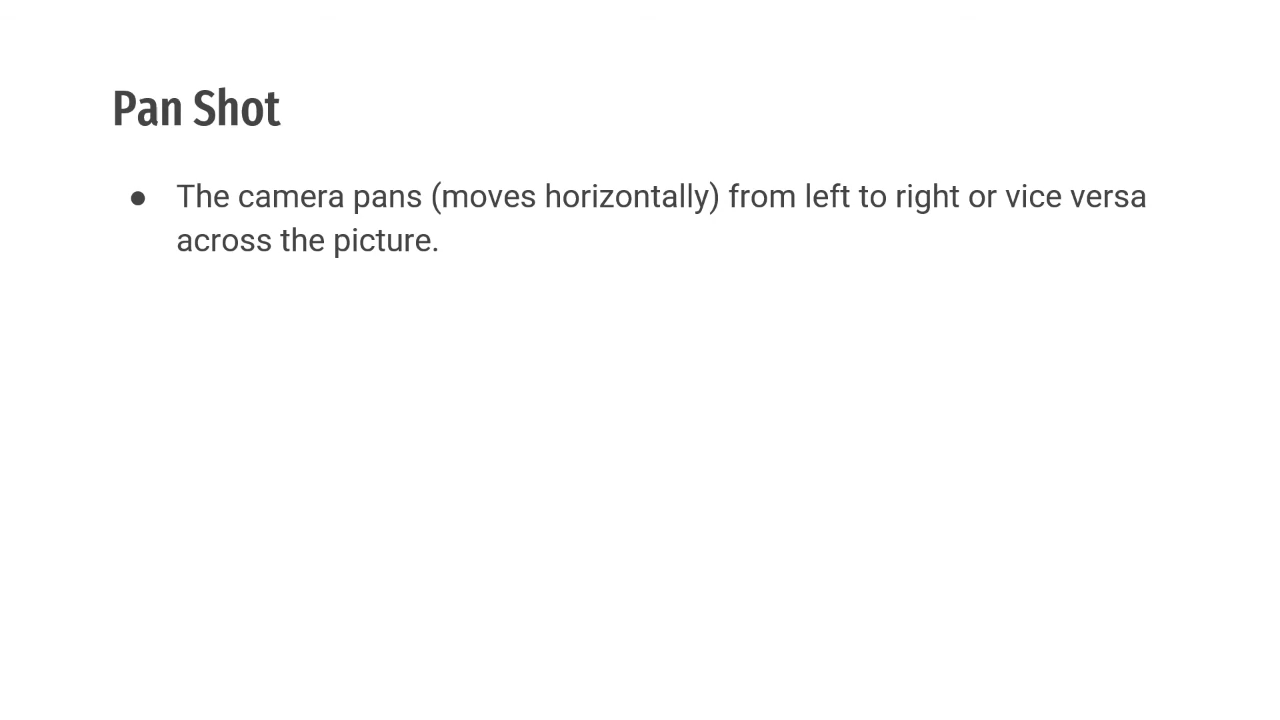 Pan Shot
● The camera pans (moves horizontally) from left to right or vice versa
across the picture.